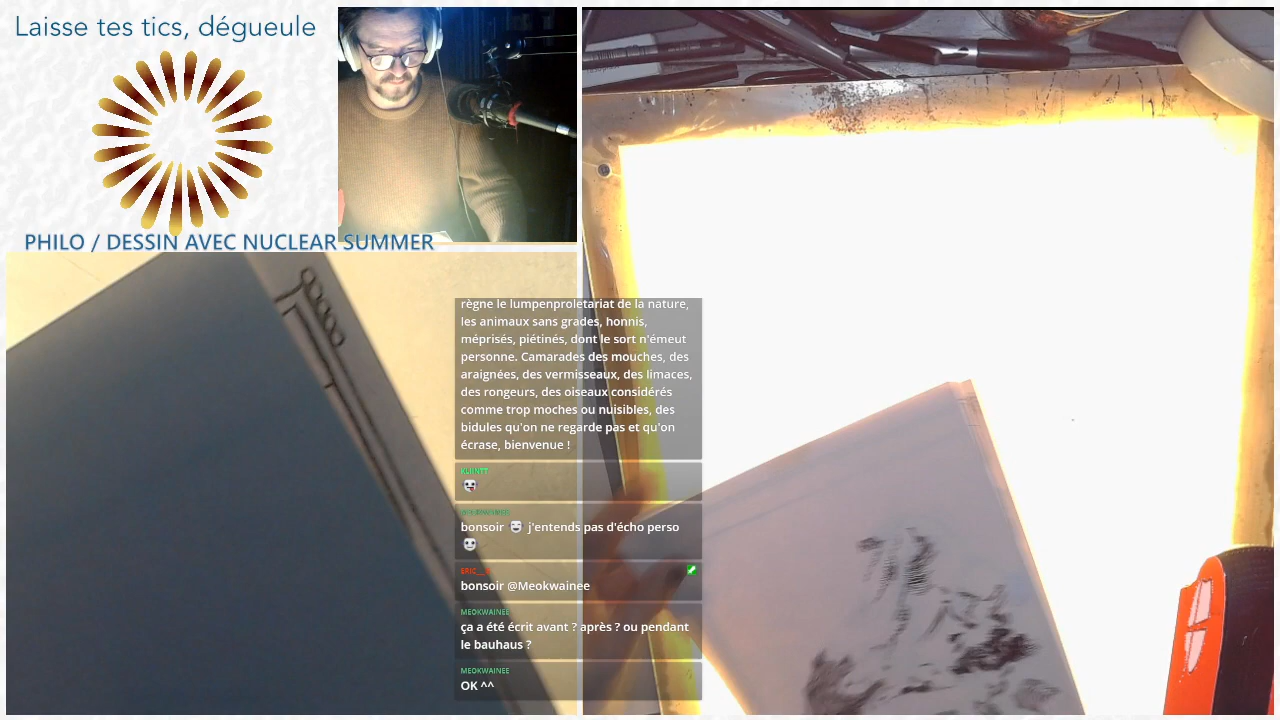 Laisse tes tics, dégueule
PHILO / DESSIN AVEC NUCLEAR SUMMER
règne le lumpenproletariat de la nature,
les animaux sans grades, honnis,
méprisés, piétinés, dont le sort n'émeut
personne. Camarades des mouches, des
araignées, des vermisseaux, des limaces,
des rongeurs, des oiseaux considérés
comme trop moches ou nuisibles, des
bidules qu'on ne regarde pas et qu'on
écrase, bienvenue !
bonsoir j'entends pas d'écho perso
bonsoir @Meokwainee
MEOKWAINEE
ça a été écrit avant ? après ? ou pendant
le bauhaus ?
MEOKWAINEE
OK ^^